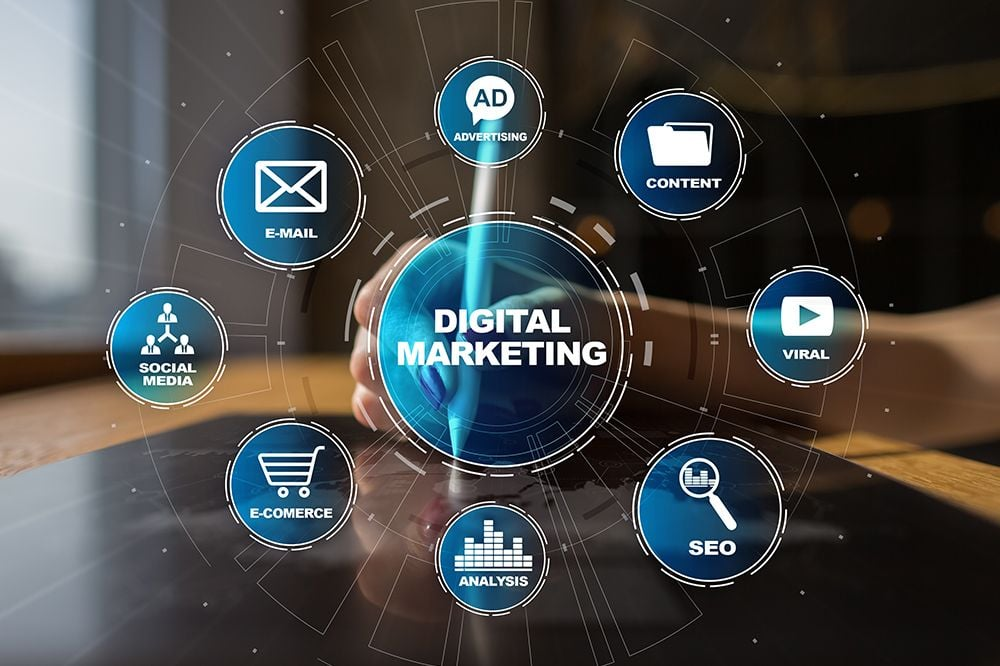 AD
ADVERTISING
CONTENT
E-MAIL
DIGITAL
MARKETING
VIRAL
SOCIAL
MEDIA
E-COMERCE
SEO
ANALYSIS